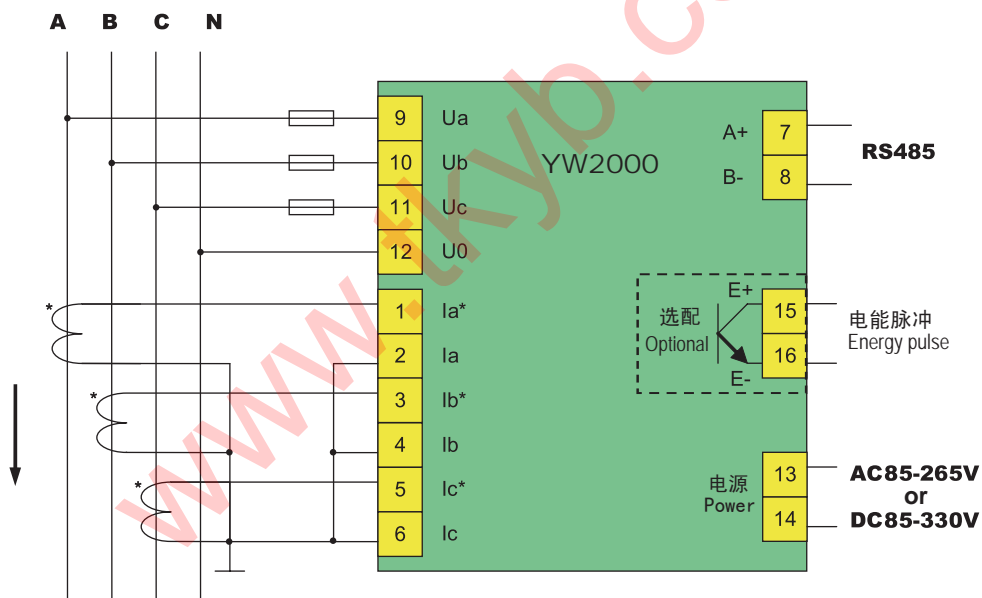 A B C N
9 Ua
10 Ub
11 Uc
12 U0
YW2000
A+ 7
B- 8
RS485
* 1 Ia*
2 Ia
* 3 Ib*
4 Ib
* 5 Ic*
6 Ic
选配
Optional
E+ 15
E- 16
电能脉冲
Energy pulse
电源
Power
13
14
AC85-265V
or
DC85-330V
www.tkyb.c